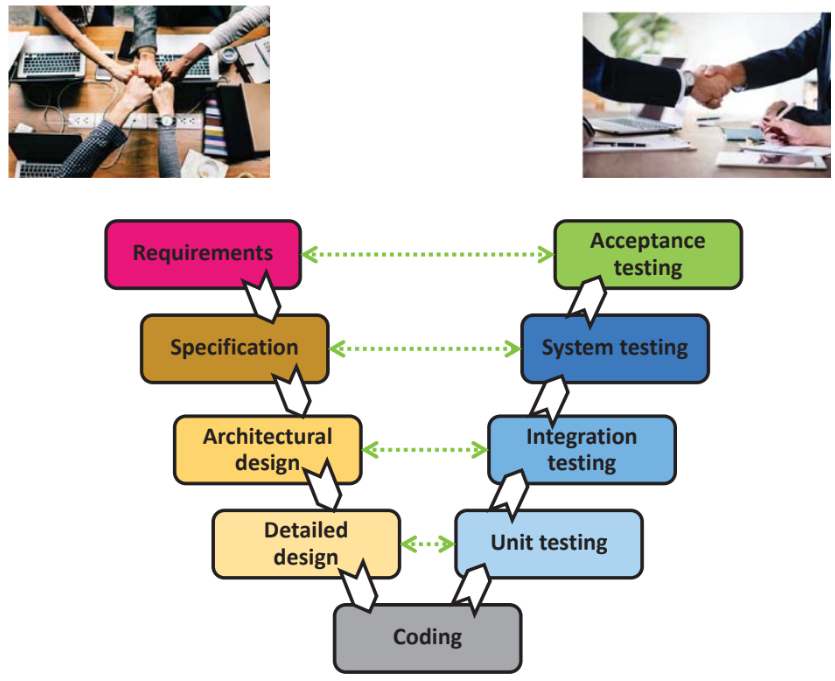 Requirements
Acceptance
testing
Specification
System testing
Architectural
design
Integration
testing
Detailed
design
Unit testing
Coding